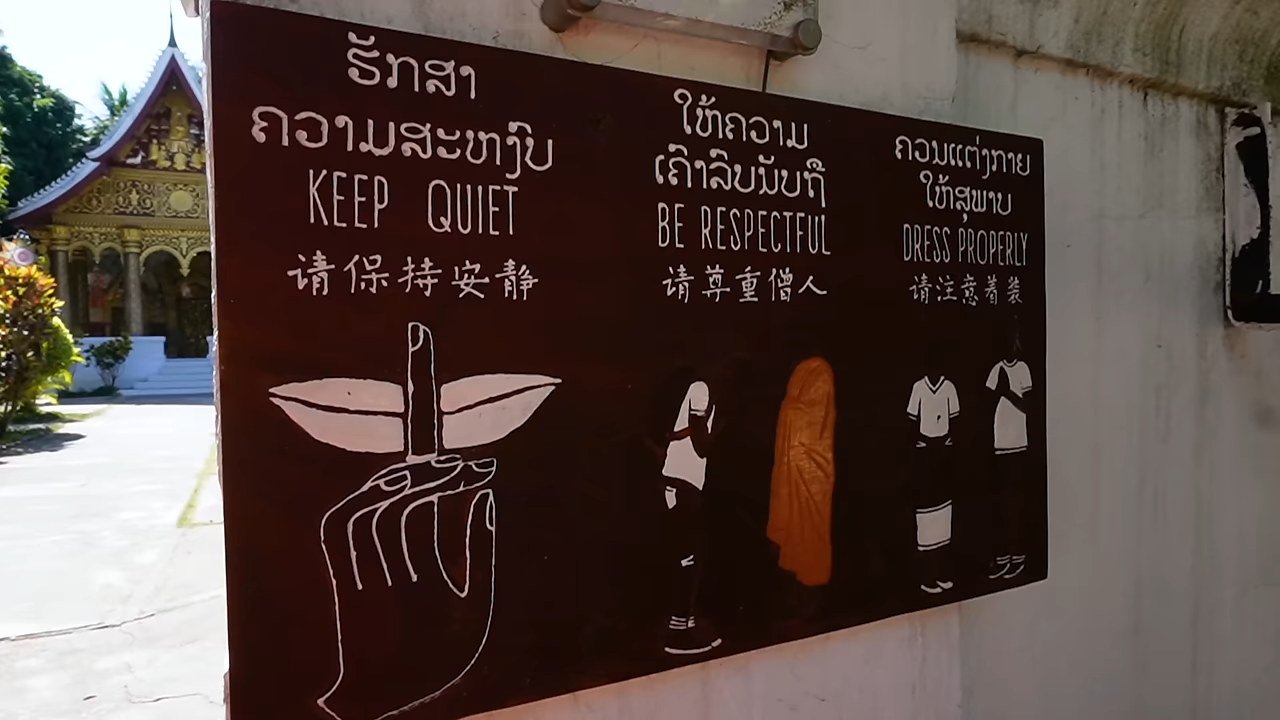 ຮັກສາ
ຄວາມສະຫງົບ
KEEP QUIET
请保持安静
ໃຫ້ຄວາມ
ເຄົາລົບນັບຖື
BE RESPECTFUL
请尊重僧人
ຄວນແຕ່ງກາຍ
ໃຫ້ສຸພາບ
DRESS PROPERLY
请注意着装